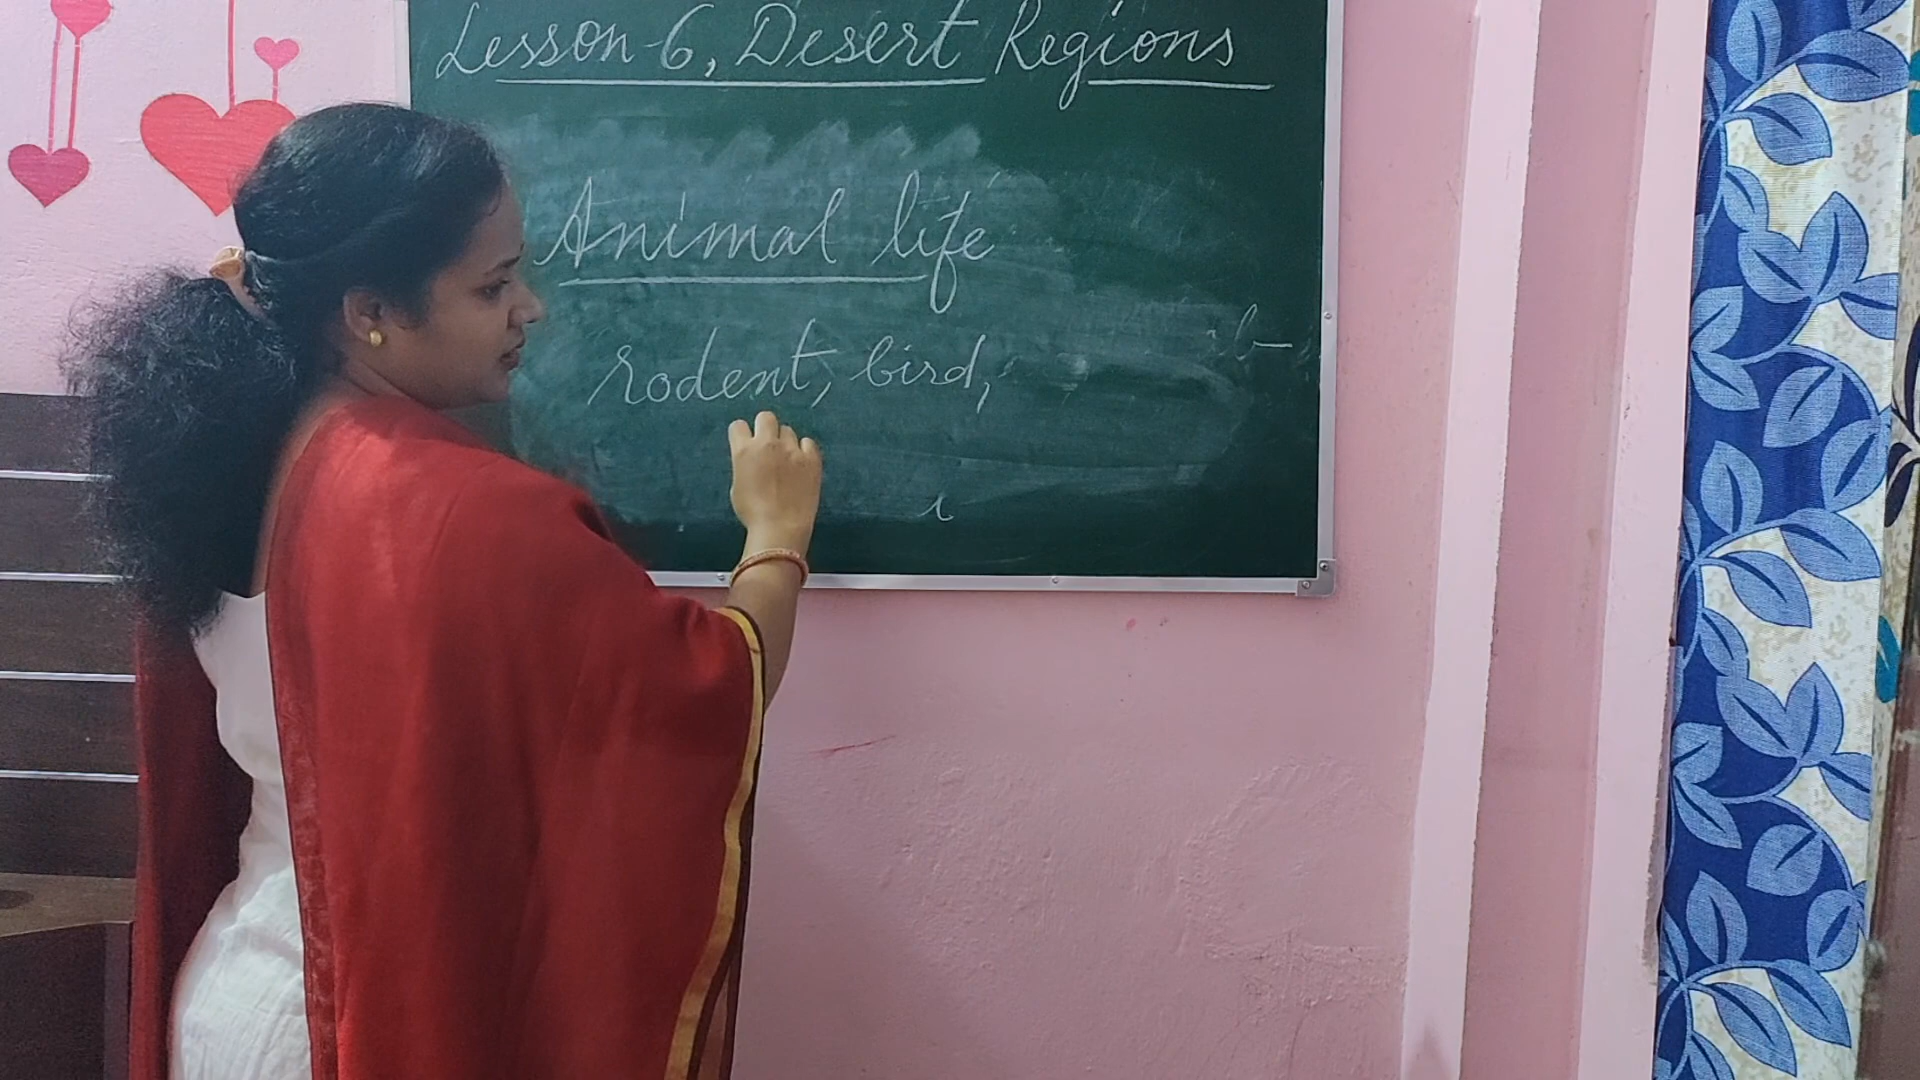 Lesson-6, Desert Regions
Animal life
rodent, bird,